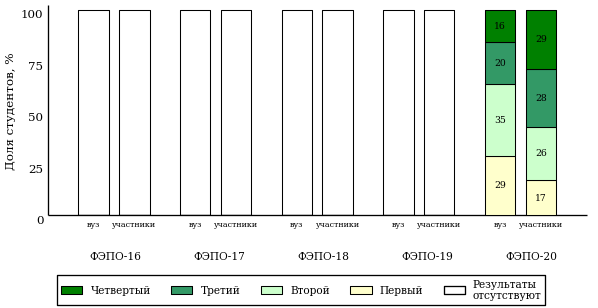 Доля студентов, %
100
75
50
25
0
16
20
35
29
29
28
26
17
вуз участники вуз участники вуз участники вуз участники вуз участники
ФЭПО-16 ФЭПО-17 ФЭПО-18 ФЭПО-19 ФЭПО-20
Четвертый Третий Второй Первый Результаты
отсутствуют